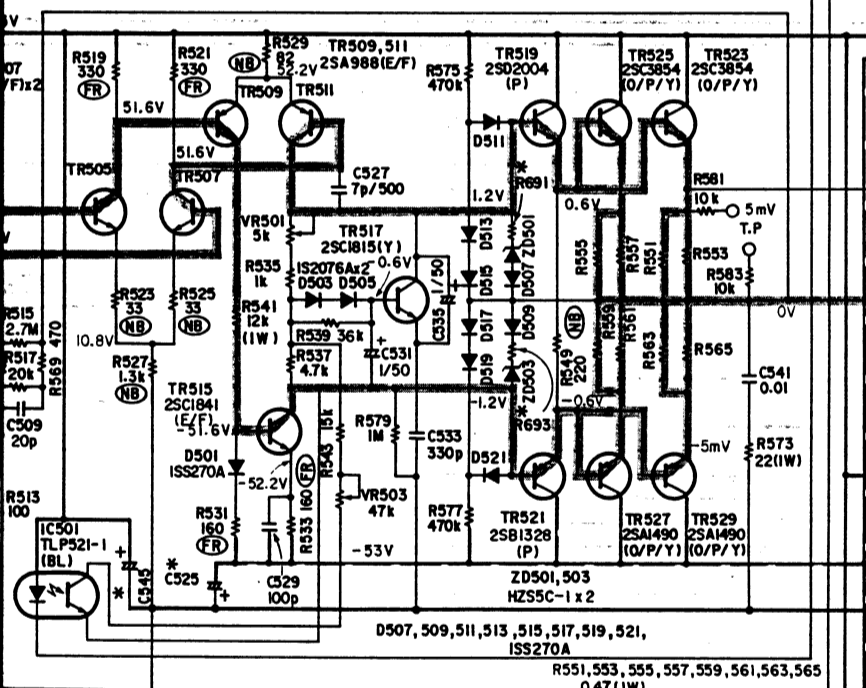 R519
330
FR
R521
330
FR
NB
R529
52.2V
TR509,511
2SA988(E/F)
TR509
TR511
51.6V
51.6V
TR505
TR507
C527
7p/500
R575
470k
TR519
2SD2004
(P)
TR525
2SC3854
(O/P/Y)
TR523
2SC3854
(O/P/Y)
D511
*
R691
1.2V
0.6V
R581
10k
5mV
T.P
R583
10k
0V
VR501
5k
TR517
2SC1815(Y)
R535
1k
1S2076Ax2
D503
D505
-0.6V
R541
12k
(1W)
R539 36k
R537
4.7k
C531
1/50
C535
1/50
D513
D515
D517
D519
ZD501
D507
D509
ZD503
R555
R557
R551
R553
R559
R561
R563
R565
NB
R549
220
-0.6V
C541
0.01
R573
22(1W)
R515
2.7M
R517
20k
R569 470
C509
20p
R513
100
R523
33
NB
R525
33
NB
10.8V
R527
1.3k
NB
TR515
2SC1841
(E/F)
-51.6V
D501
1SS270A
-52.2V
FR
R531
160
FR
R533 160
R543 15k
VR503
47k
R579
1M
C533
330p
-1.2V
*
R693
D521
R577
470k
-5mV
-53V
TR521
2SB1328
(P)
TR527
2SA1490
(O/P/Y)
TR529
2SA1490
(O/P/Y)
IC501
TLP521-1
(BL)
*
C545
*
C525
C529
100p
ZD501,503
HZS5C-1x2
D507,509,511,513,515,517,519,521,
1SS270A
R551,553,555,557,559,561,563,565
0.47(1W)